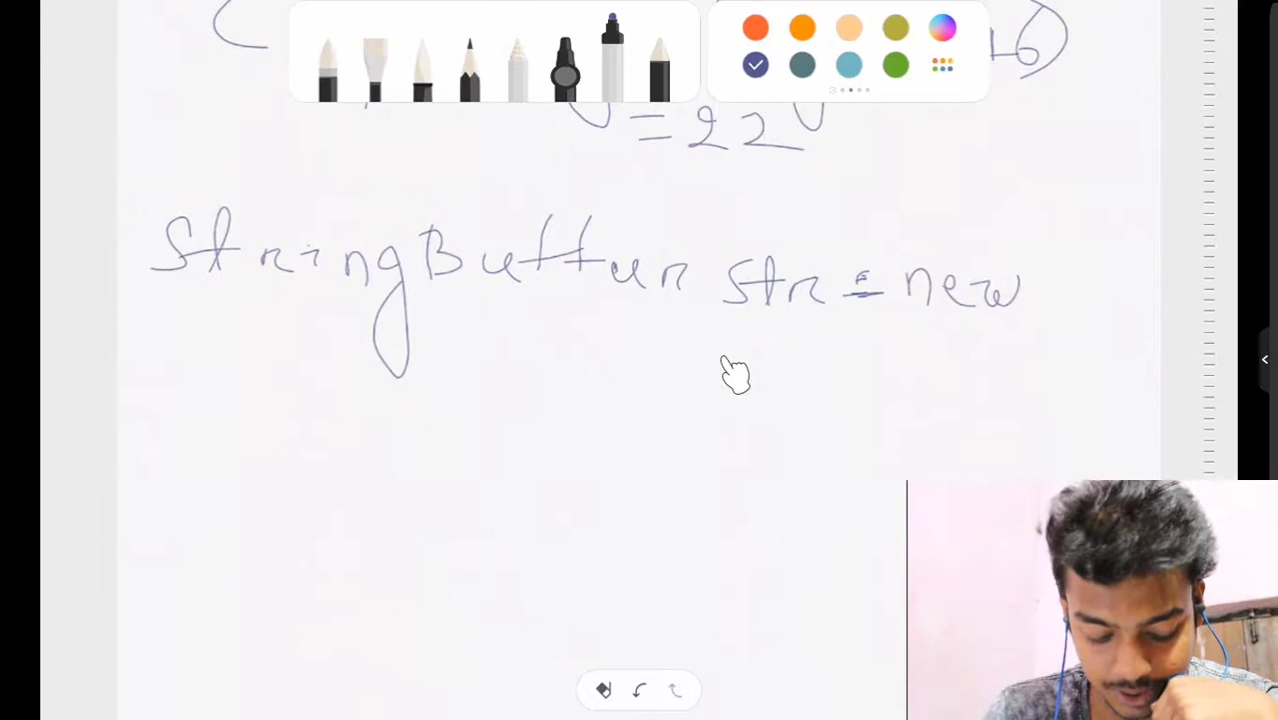 = 22
StringBuffer str = new